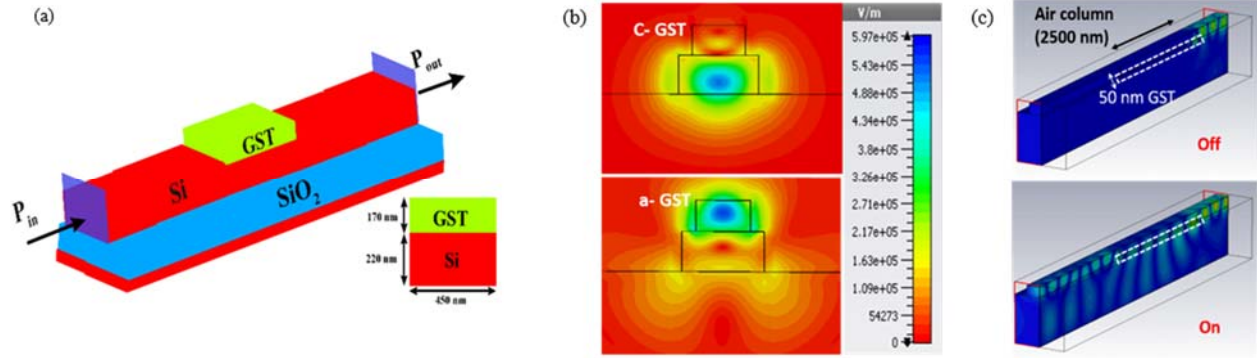 (a)
P_in
P_out
GST
Si
SiO₂
170 nm
GST
220 nm
Si
450 nm
(b)
C- GST
a- GST
V/m
5.97e+05
5.43e+05
4.88e+05
4.34e+05
3.8e+05
3.26e+05
2.71e+05
2.17e+05
1.63e+05
1.09e+05
54273
0
(c)
Air column
(2500 nm)
50 nm GST
Off
On